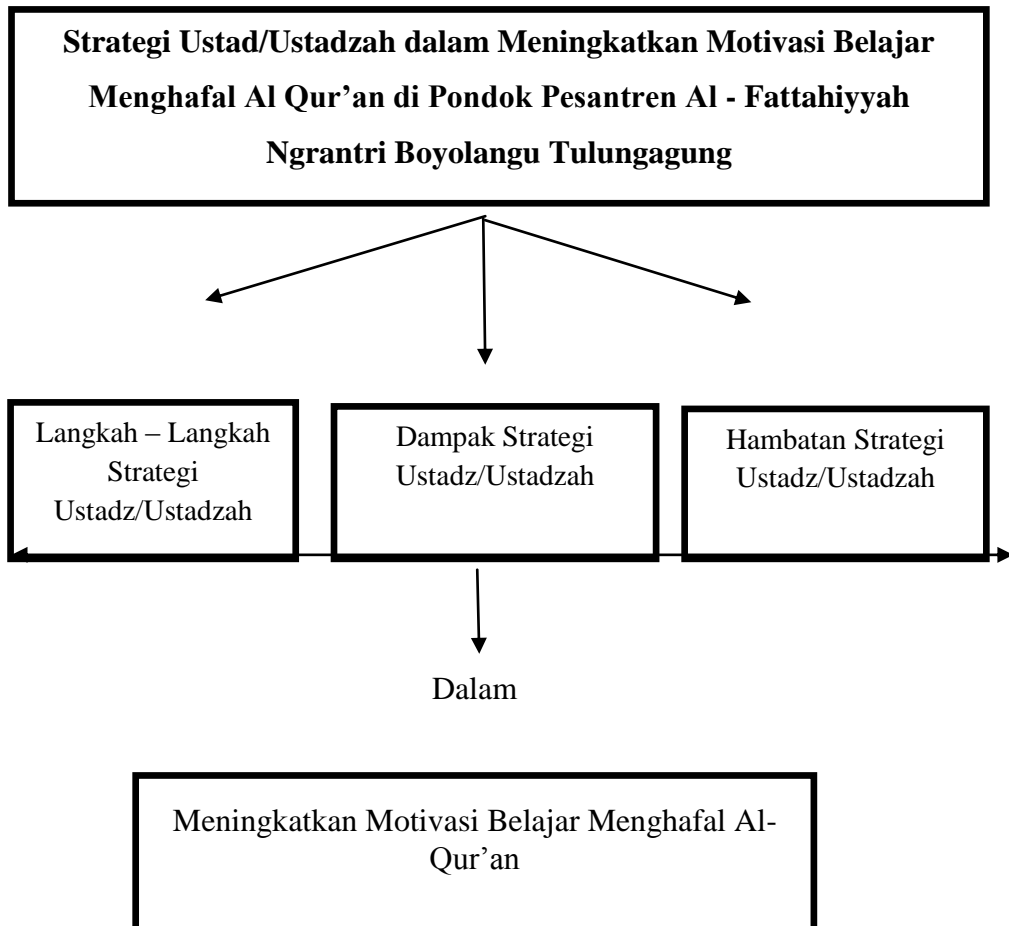 Strategi Ustad/Ustadzah dalam Meningkatkan Motivasi Belajar
Menghafal Al Qur’an di Pondok Pesantren Al - Fattahiyyah
Ngrantri Boyolangu Tulungagung
Langkah – Langkah
Strategi
Ustadz/Ustadzah
Dampak Strategi
Ustadz/Ustadzah
Hambatan Strategi
Ustadz/Ustadzah
Dalam
Meningkatkan Motivasi Belajar Menghafal Al-
Qur’an